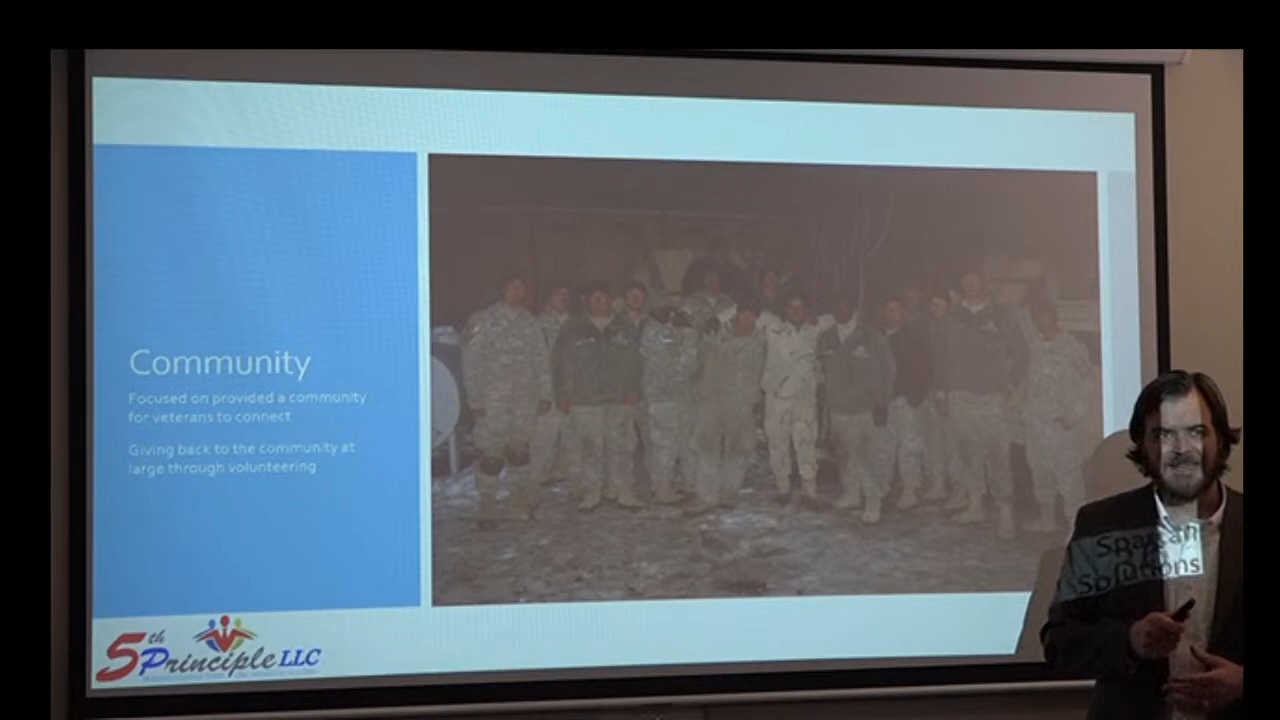 Community
Focused on provided a community
for veterans to connect
Giving back to the community at
large through volunteering
5th Principle LLC
Spartan
Solutions